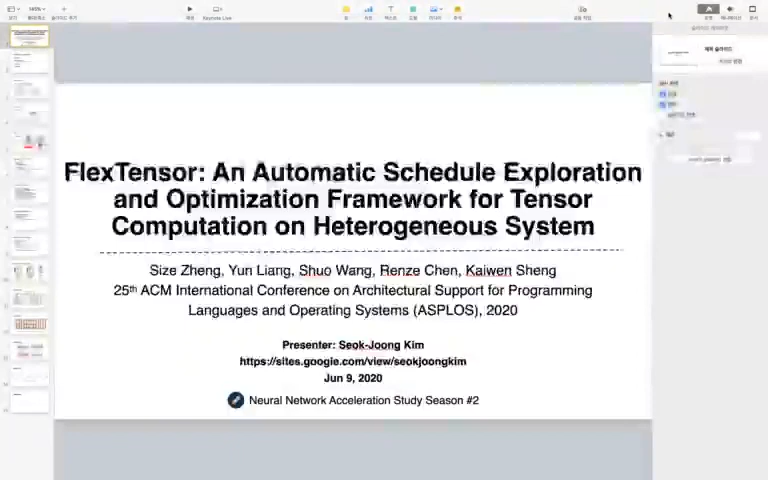 Keynote Live
FlexTensor: An Automatic Schedule Exploration
and Optimization Framework for Tensor
Computation on Heterogeneous System
Size Zheng, Yun Liang, Shuo Wang, Renze Chen, Kaiwen Sheng
25th ACM International Conference on Architectural Support for Programming
Languages and Operating Systems (ASPLOS), 2020
Presenter: Seok-Joong Kim
https://sites.google.com/view/seokjoongkim
Jun 9, 2020
Neural Network Acceleration Study Season #2